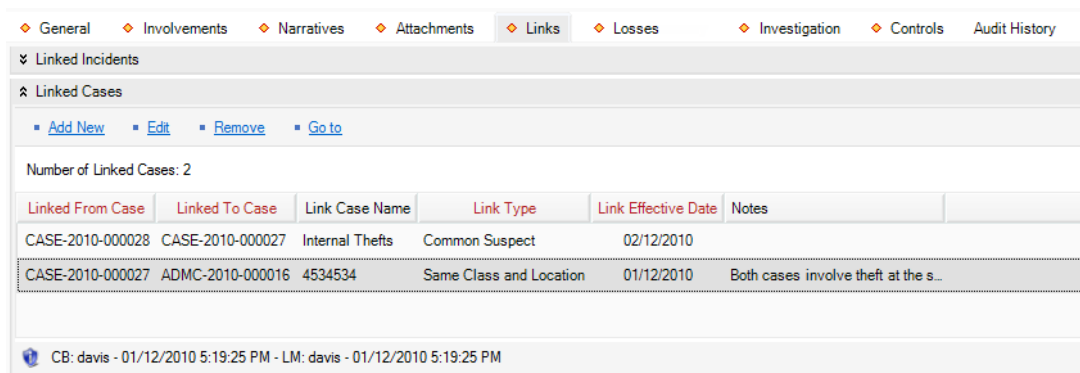 General Involvements Narratives Attachments Links Losses Investigation Controls Audit History
Linked Incidents
Linked Cases
Add New Edit Remove Go to
Number of Linked Cases: 2
Linked From Case Linked To Case Link Case Name Link Type Link Effective Date Notes
CASE-2010-000028 CASE-2010-000027 Internal Thefts Common Suspect 02/12/2010
CASE-2010-000027 ADMC-2010-000016 4534534 Same Class and Location 01/12/2010 Both cases involve theft at the s...
CB: davis - 01/12/2010 5:19:25 PM - LM: davis - 01/12/2010 5:19:25 PM